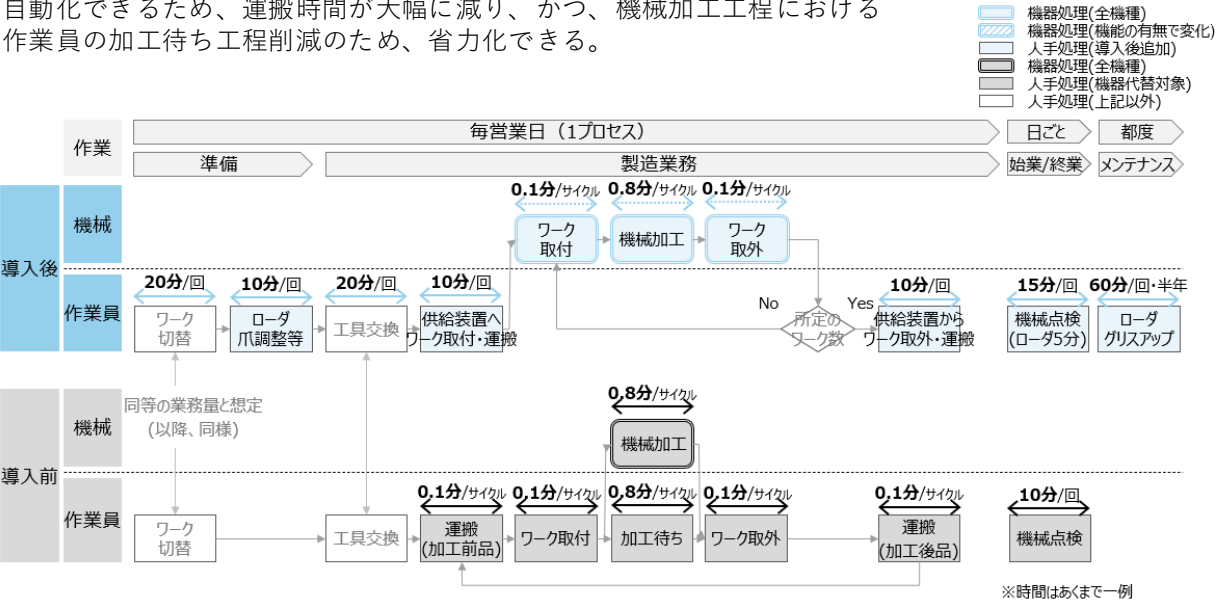 自動化できるため、運搬時間が大幅に減り、かつ、機械加工工程における
作業員の加工待ち工程削減のため、省力化できる。
機器処理(全機種)
機器処理(機能の有無で変化)
人手処理(導入後追加)
機器処理(全機種)
人手処理(機器代替対象)
人手処理(上記以外)
作業
毎営業日（1プロセス）
日ごと
都度
準備
製造業務
始業/終業
メンテナンス
導入後
機械
0.1分/サイクル
0.8分/サイクル
0.1分/サイクル
ワーク
取付
機械加工
ワーク
取外
作業員
20分/回
10分/回
20分/回
10分/回
No
Yes
10分/回
15分/回
60分/回・半年
ワーク
切替
ローダ
爪調整等
工具交換
供給装置へ
ワーク取付・運搬
所定の
ワーク数
供給装置から
ワーク取外・運搬
機械点検
(ローダ5分)
ローダ
グリスアップ
同等の業務量と想定
(以降、同様)
導入前
機械
0.8分/サイクル
機械加工
作業員
0.1分/サイクル
0.1分/サイクル
0.8分/サイクル
0.1分/サイクル
0.1分/サイクル
10分/回
ワーク
切替
工具交換
運搬
(加工前品)
ワーク取付
加工待ち
ワーク取外
運搬
(加工後品)
機械点検
※時間はあくまで一例